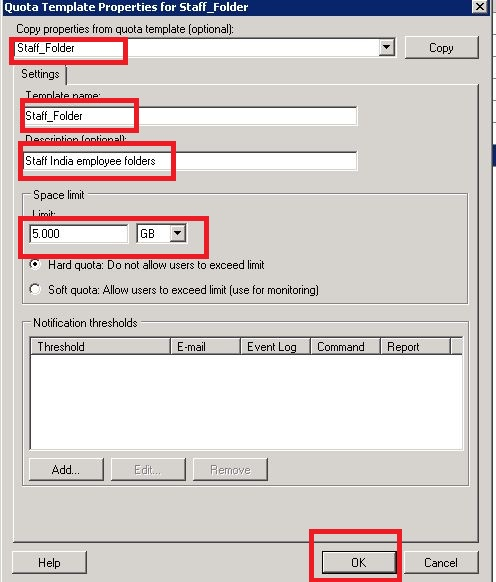 Quota Template Properties for Staff_Folder
Copy properties from quota template (optional):
Staff_Folder Copy
Settings
Template name:
Staff_Folder
Description (optional):
Staff India employee folders
Space limit
Limit:
5.000 GB
Hard quota: Do not allow users to exceed limit
Soft quota: Allow users to exceed limit (use for monitoring)
Notification thresholds
Threshold E-mail Event Log Command Report
Add... Edit... Remove
Help OK Cancel